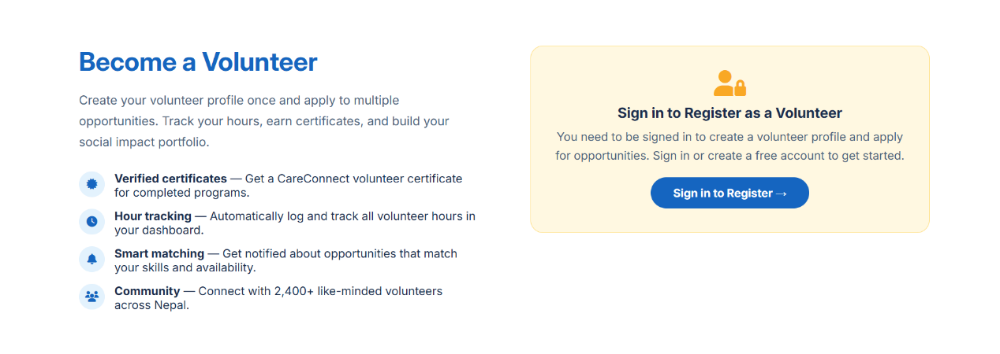 Become a Volunteer
Create your volunteer profile once and apply to multiple
opportunities. Track your hours, earn certificates, and build your
social impact portfolio.
Verified certificates — Get a CareConnect volunteer certificate
for completed programs.
Hour tracking — Automatically log and track all volunteer hours in
your dashboard.
Smart matching — Get notified about opportunities that match
your skills and availability.
Community — Connect with 2,400+ like-minded volunteers
across Nepal.
Sign in to Register as a Volunteer
You need to be signed in to create a volunteer profile and apply
for opportunities. Sign in or create a free account to get started.
Sign in to Register →